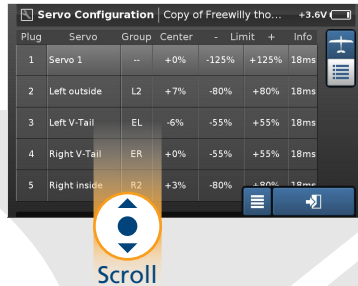 Servo Configuration Copy of Freewilly tho... +3.6V
Plug Servo Group Center - Limit + Info
1 Servo 1 -- +0% -125% +125% 18ms
2 Left outside L2 +7% -80% +80% 18ms
3 Left V-Tail EL -6% -55% +55% 18ms
4 Right V-Tail ER +0% -55% +55% 18ms
5 Right inside R2 +3% -80% +80% 18ms
Scroll